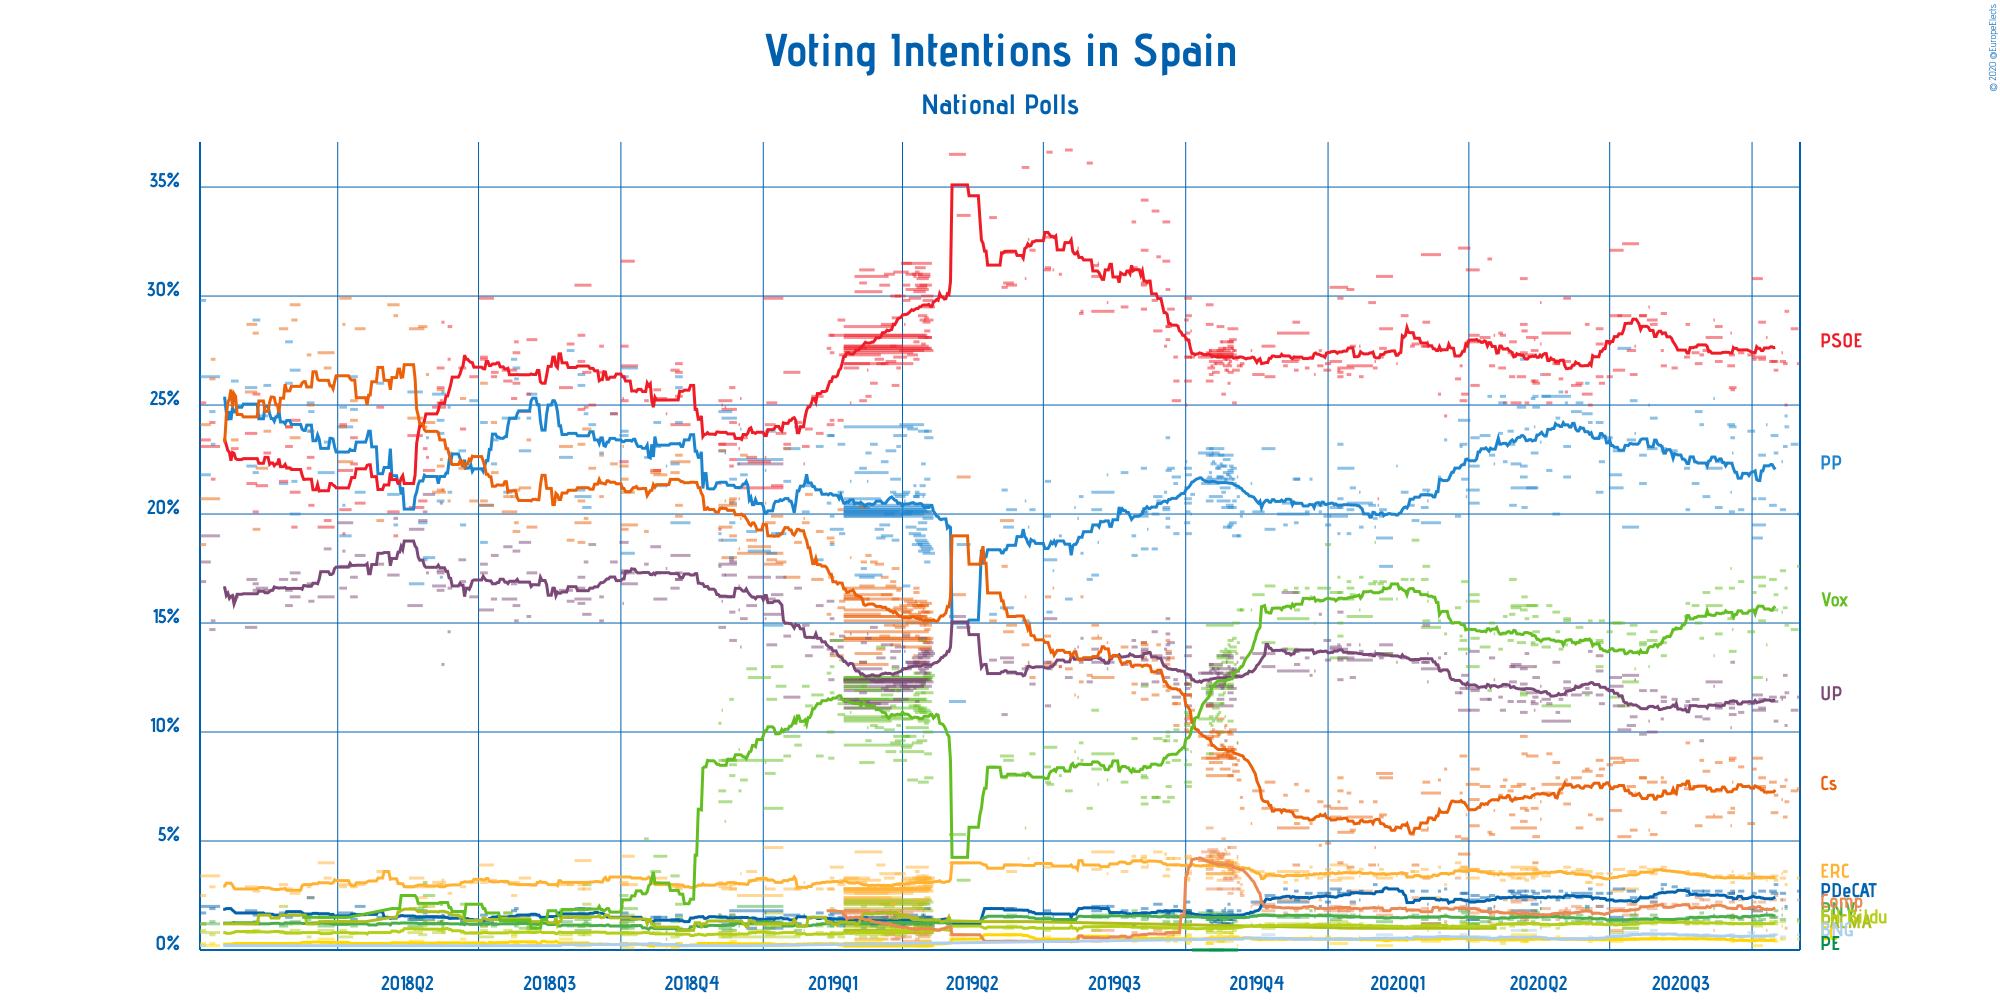 © 2020 @EuropeElects
Voting Intentions in Spain
National Polls
35%
30%
25%
20%
15%
10%
5%
0%
PSOE
PP
Vox
UP
Cs
ERC
PDeCAT
PE
2018Q2
2018Q3
2018Q4
2019Q1
2019Q2
2019Q3
2019Q4
2020Q1
2020Q2
2020Q3